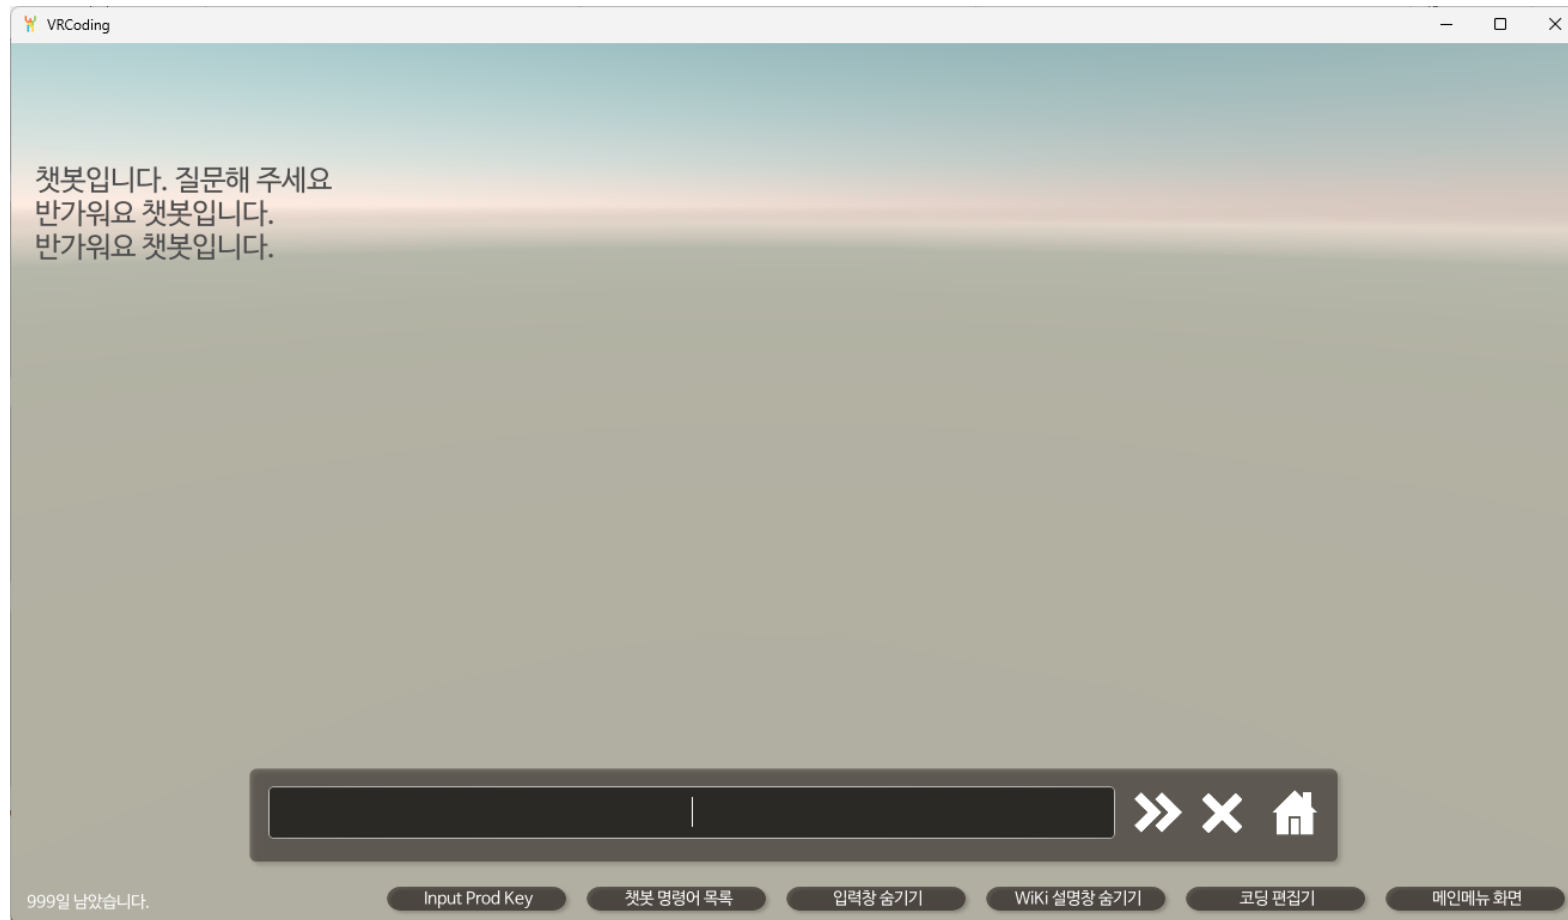 VRCoding
챗봇입니다. 질문해 주세요
반가워요 챗봇입니다.
반가워요 챗봇입니다.
999일 남았습니다.
Input Prod Key
챗봇 명령어 목록
입력창 숨기기
WiKi 설명창 숨기기
코딩 편집기
메인메뉴 화면